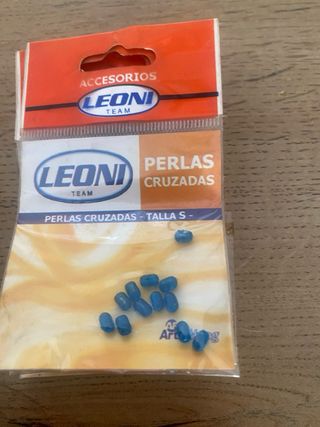 ACCESORIOS
LEONI
TEAM
LEONI
TEAM
PERLAS
CRUZADAS
PERLAS CRUZADAS - TALLA S -